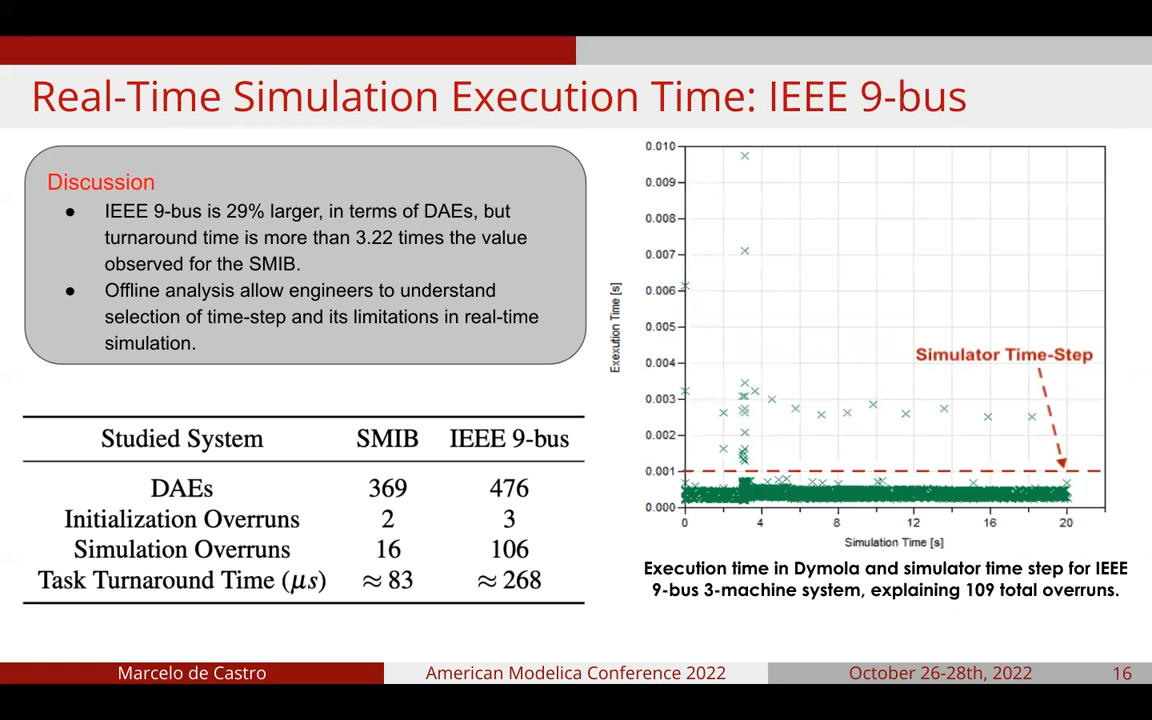 Real-Time Simulation Execution Time: IEEE 9-bus
Discussion
● IEEE 9-bus is 29% larger, in terms of DAEs, but
turnaround time is more than 3.22 times the value
observed for the SMIB.
● Offline analysis allow engineers to understand
selection of time-step and its limitations in real-time
simulation.
Studied System SMIB IEEE 9-bus
DAEs 369 476
Initialization Overruns 2 3
Simulation Overruns 16 106
Task Turnaround Time (μs) ≈ 83 ≈ 268
0.010
0.009
0.008
0.007
0.006
0.005
0.004
0.003
0.002
0.001
0.000
Exexution Time [s]
Simulator Time-Step
0 4 8 12 16 20
Simulation Time [s]
Execution time in Dymola and simulator time step for IEEE
9-bus 3-machine system, explaining 109 total overruns.
Marcelo de Castro American Modelica Conference 2022 October 26-28th, 2022 16